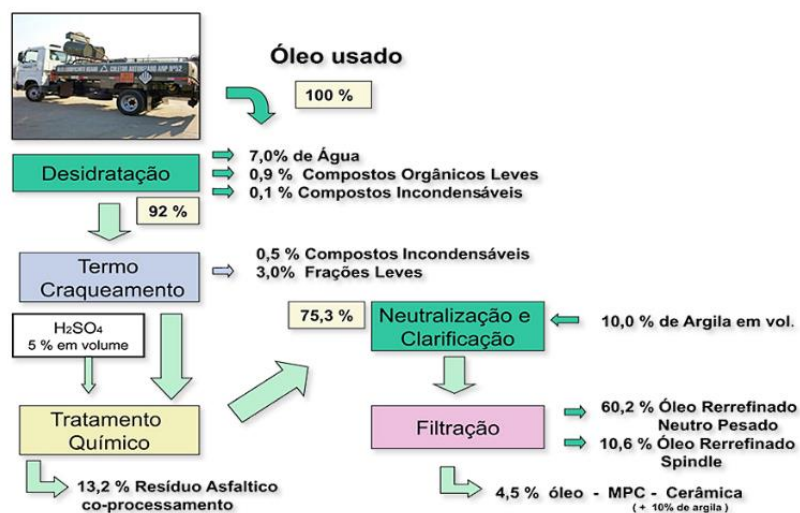 Óleo usado
100 %
Desidratação
7,0% de Água
0,9 % Compostos Orgânicos Leves
0,1 % Compostos Incondensáveis
92 %
Termo
Craqueamento
0,5 % Compostos Incondensáveis
3,0% Frações Leves
H₂SO₄
5 % em volume
75,3 %
Neutralização e
Clarificação
10,0 % de Argila em vol.
Tratamento
Químico
Filtração
60,2 % Óleo Rerrefinado
Neutro Pesado
10,6 % Óleo Rerrefinado
Spindle
13,2 % Resíduo Asfaltico
co-processamento
4,5 % óleo - MPC - Cerâmica
( + 10% de argila )